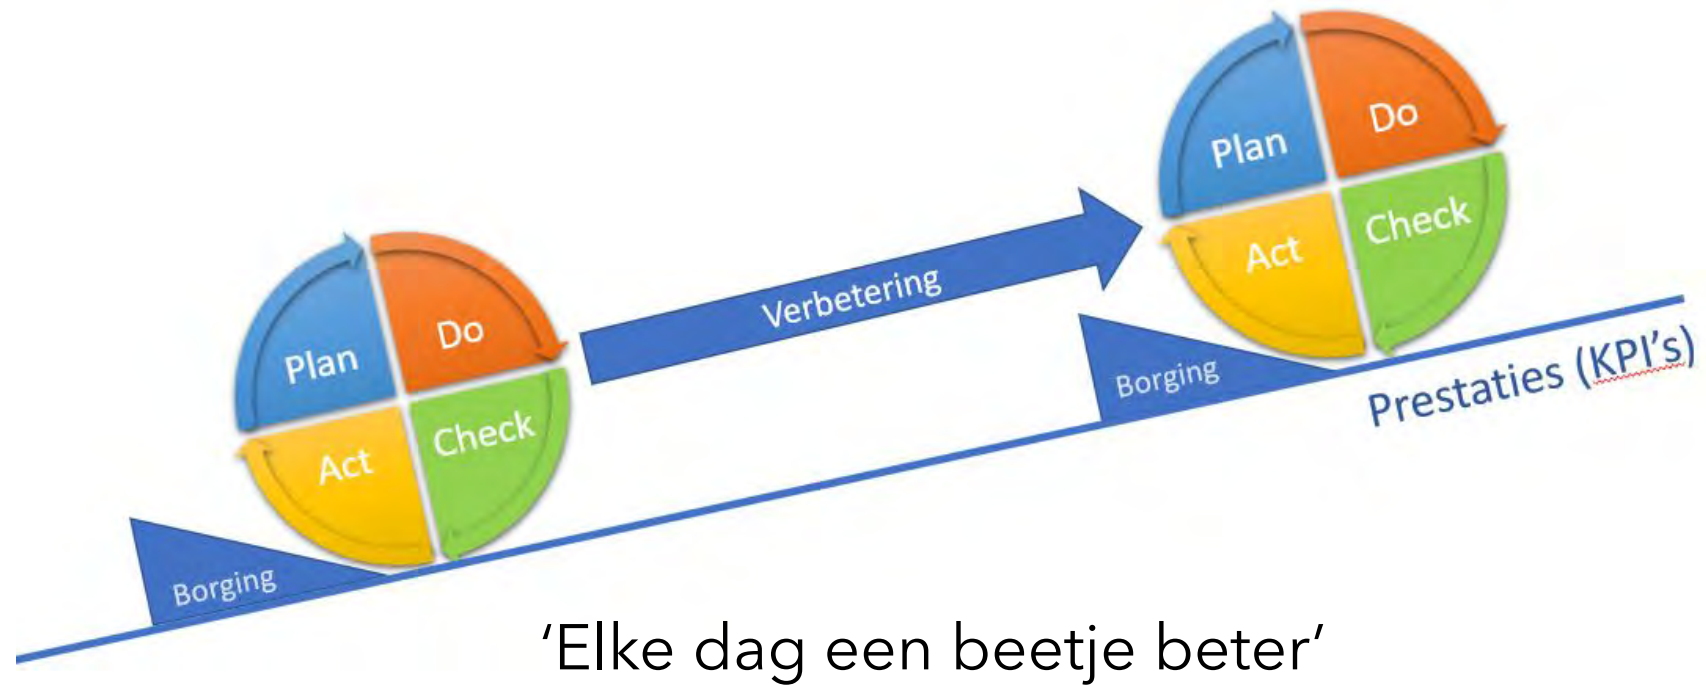 Plan
Do
Check
Act
Borging
Verbetering
Plan
Do
Check
Act
Borging
Prestaties (KPI's)
‘Elke dag een beetje beter’